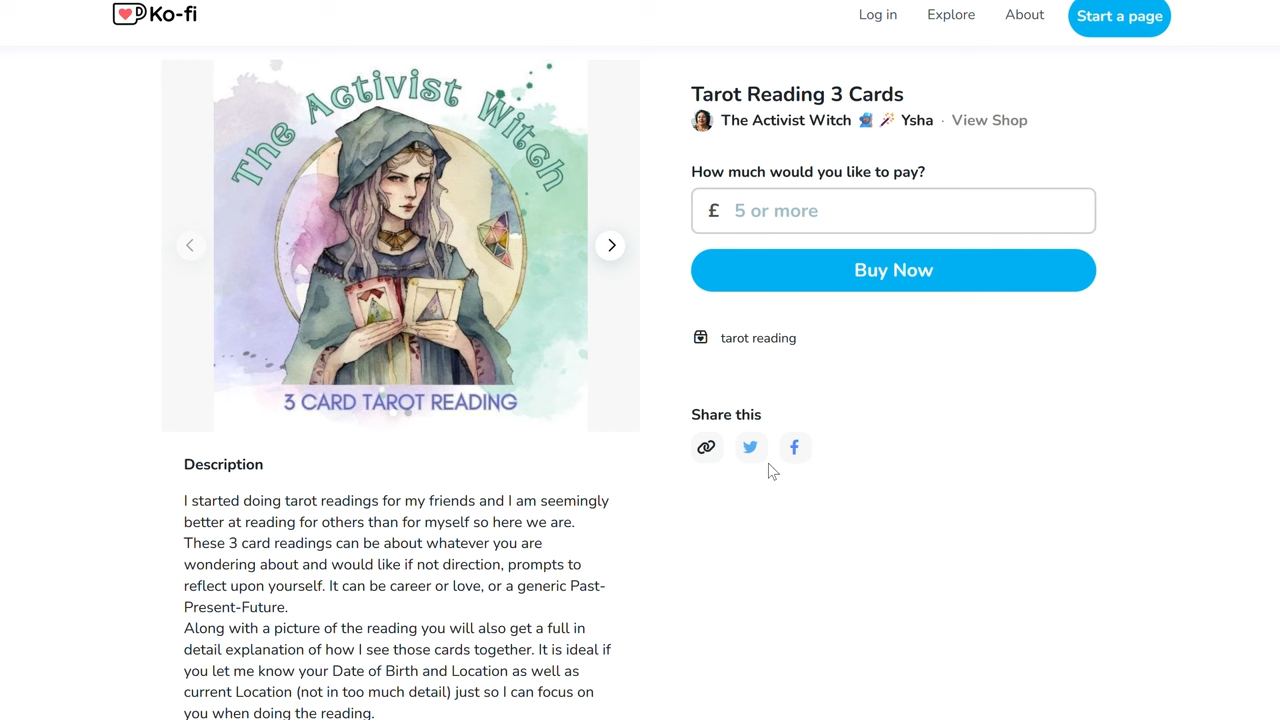 Ko-fi
Log in
Explore
About
Start a page
The Activist Witch
3 CARD TAROT READING
Tarot Reading 3 Cards
The Activist Witch Ysha · View Shop
How much would you like to pay?
£ 5 or more
Buy Now
tarot reading
Share this
Description
I started doing tarot readings for my friends and I am seemingly
better at reading for others than for myself so here we are.
These 3 card readings can be about whatever you are
wondering about and would like if not direction, prompts to
reflect upon yourself. It can be career or love, or a generic Past-
Present-Future.
Along with a picture of the reading you will also get a full in
detail explanation of how I see those cards together. It is ideal if
you let me know your Date of Birth and Location as well as
current Location (not in too much detail) just so I can focus on
you when doing the reading.